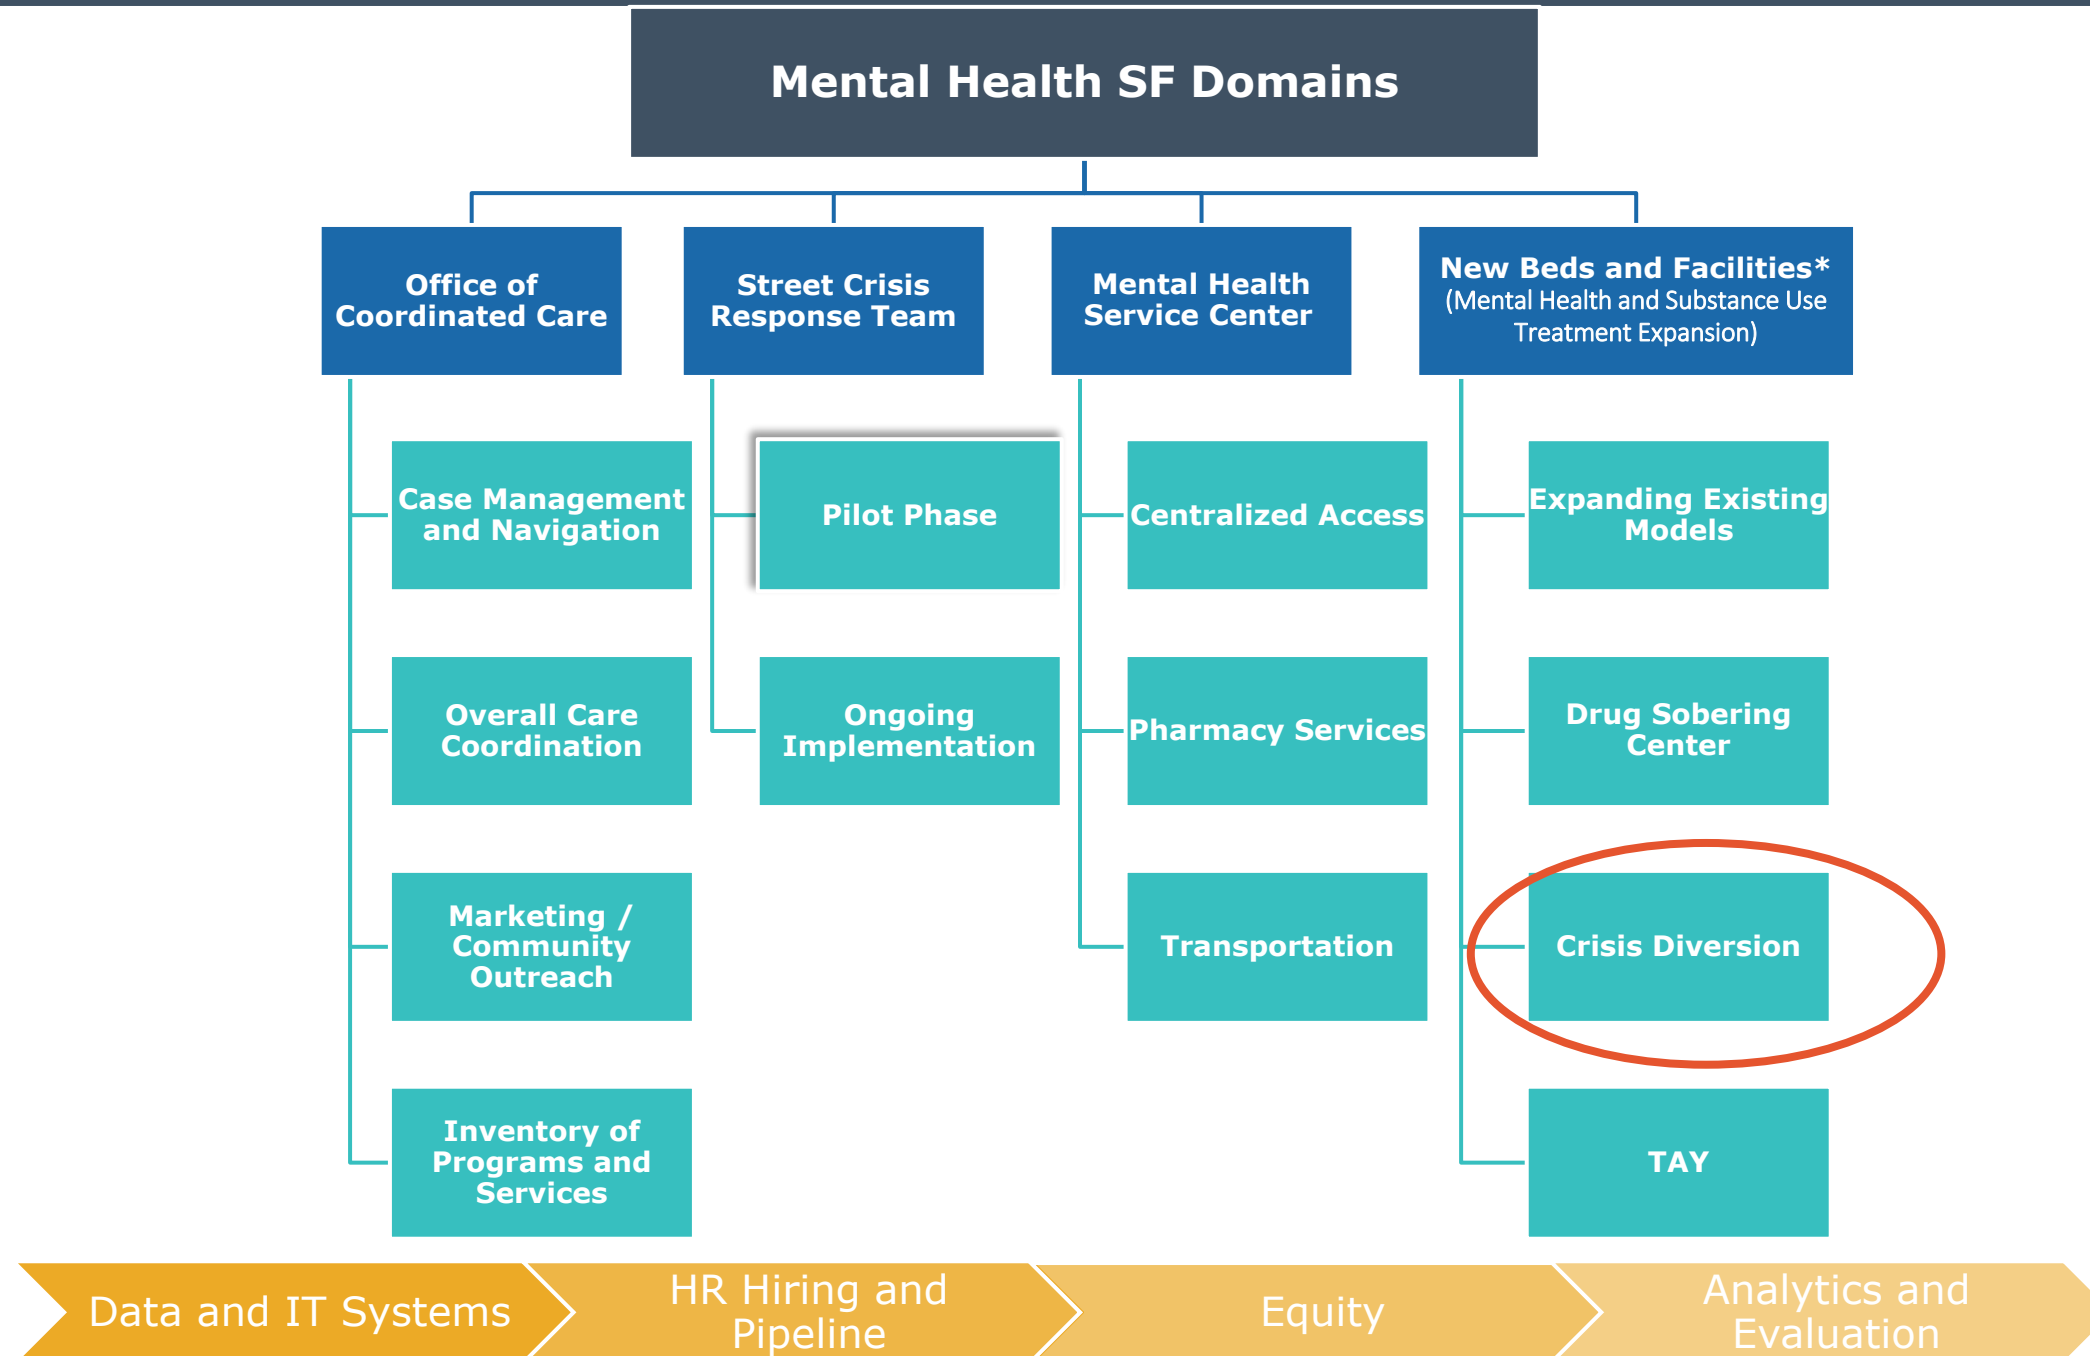 Mental Health SF Domains
Office of
Coordinated Care
Street Crisis
Response Team
Mental Health
Service Center
New Beds and Facilities*
(Mental Health and Substance Use
Treatment Expansion)
Case Management
and Navigation
Pilot Phase
Centralized Access
Expanding Existing
Models
Overall Care
Coordination
Ongoing
Implementation
Pharmacy Services
Drug Sobering
Center
Marketing /
Community
Outreach
Transportation
Crisis Diversion
Inventory of
Programs and
Services
TAY
Data and IT Systems
HR Hiring and
Pipeline
Equity
Analytics and
Evaluation